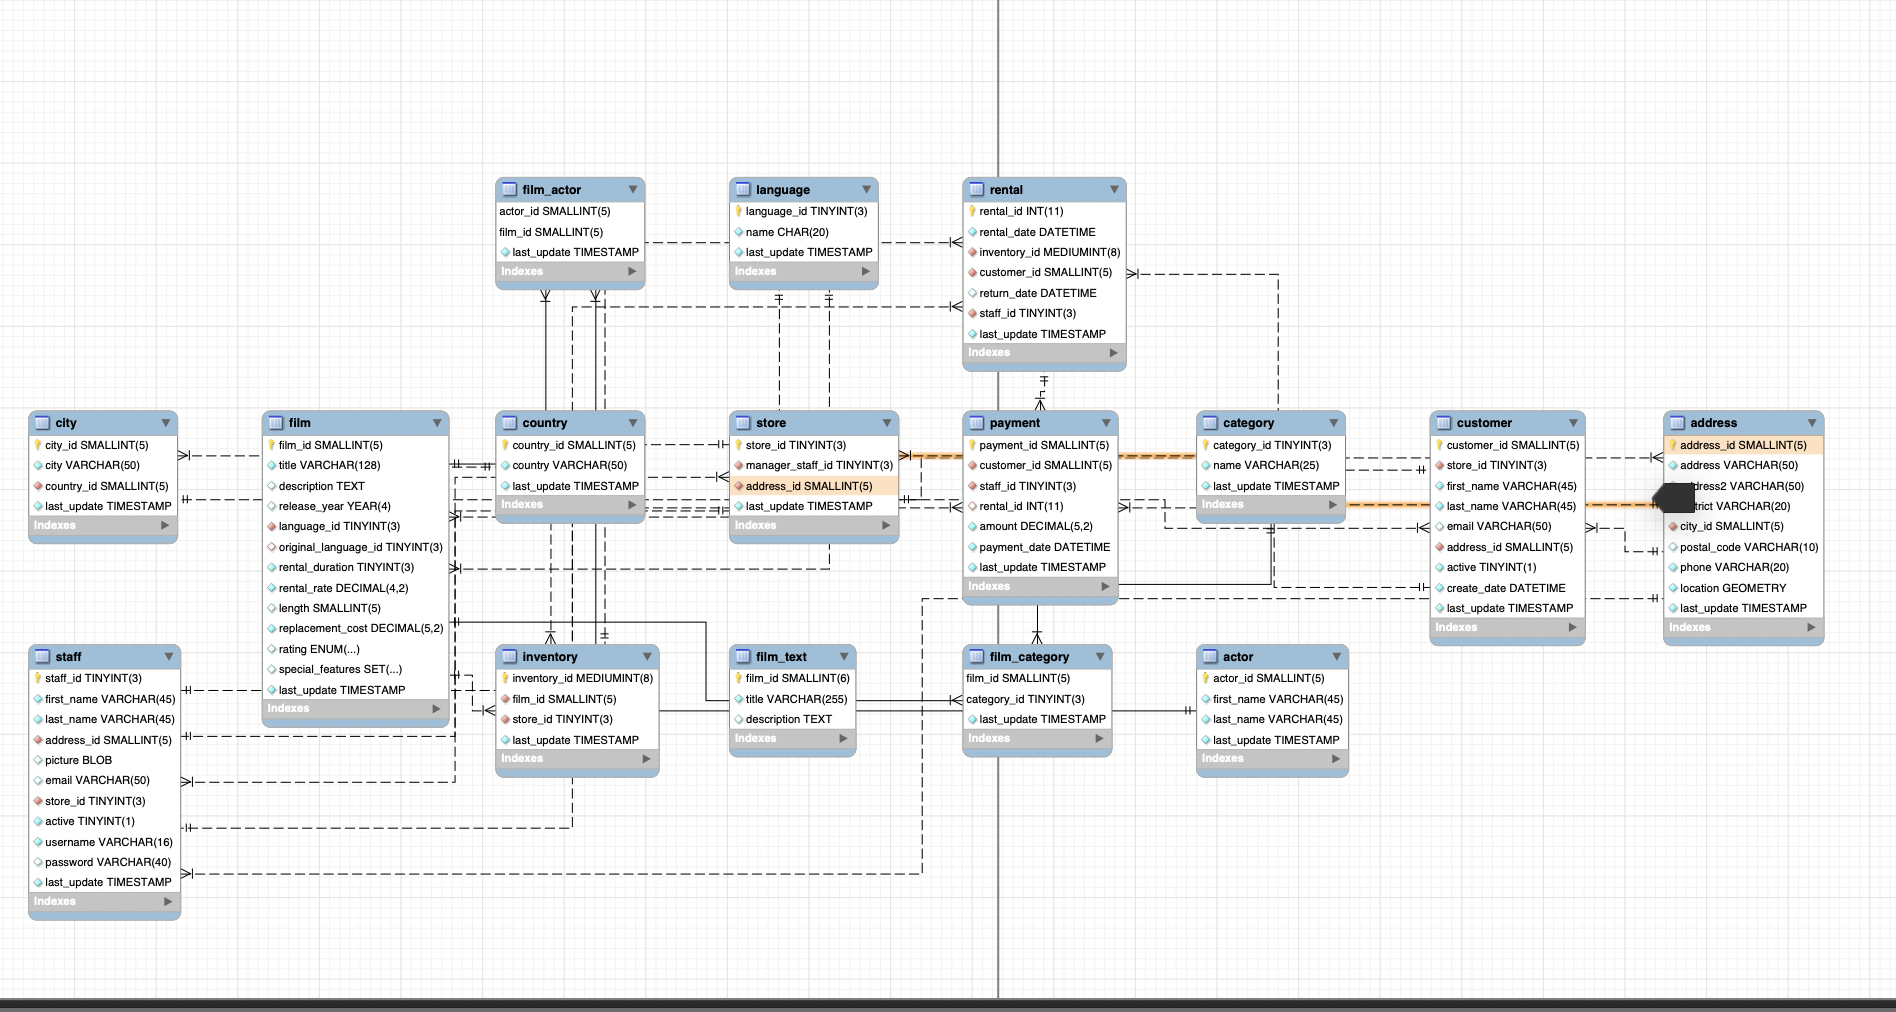 film_actor
actor_id SMALLINT(5)
film_id SMALLINT(5)
last_update TIMESTAMP
Indexes
language
language_id TINYINT(3)
name CHAR(20)
last_update TIMESTAMP
Indexes
rental
rental_id INT(11)
rental_date DATETIME
inventory_id MEDIUMINT(8)
customer_id SMALLINT(5)
return_date DATETIME
staff_id TINYINT(3)
last_update TIMESTAMP
Indexes
city
city_id SMALLINT(5)
city VARCHAR(50)
country_id SMALLINT(5)
last_update TIMESTAMP
Indexes
film
film_id SMALLINT(5)
title VARCHAR(128)
description TEXT
release_year YEAR(4)
language_id TINYINT(3)
original_language_id TINYINT(3)
rental_duration TINYINT(3)
rental_rate DECIMAL(4,2)
length SMALLINT(5)
replacement_cost DECIMAL(5,2)
rating ENUM(...)
special_features SET(...)
last_update TIMESTAMP
Indexes
country
country_id SMALLINT(5)
country VARCHAR(50)
last_update TIMESTAMP
Indexes
store
store_id TINYINT(3)
manager_staff_id TINYINT(3)
address_id SMALLINT(5)
last_update TIMESTAMP
Indexes
payment
payment_id SMALLINT(5)
customer_id SMALLINT(5)
staff_id TINYINT(3)
rental_id INT(11)
amount DECIMAL(5,2)
payment_date DATETIME
last_update TIMESTAMP
Indexes
category
category_id TINYINT(3)
name VARCHAR(25)
last_update TIMESTAMP
Indexes
customer
customer_id SMALLINT(5)
store_id TINYINT(3)
first_name VARCHAR(45)
last_name VARCHAR(45)
email VARCHAR(50)
address_id SMALLINT(5)
active TINYINT(1)
create_date DATETIME
last_update TIMESTAMP
Indexes
address
address_id SMALLINT(5)
address VARCHAR(50)
VARCHAR(50)
VARCHAR(20)
city_id SMALLINT(5)
postal_code VARCHAR(10)
phone VARCHAR(20)
location GEOMETRY
last_update TIMESTAMP
Indexes
staff
staff_id TINYINT(3)
first_name VARCHAR(45)
last_name VARCHAR(45)
address_id SMALLINT(5)
picture BLOB
email VARCHAR(50)
store_id TINYINT(3)
active TINYINT(1)
username VARCHAR(16)
password VARCHAR(40)
last_update TIMESTAMP
Indexes
inventory
inventory_id MEDIUMINT(8)
film_id SMALLINT(5)
store_id TINYINT(3)
last_update TIMESTAMP
Indexes
film_text
film_id SMALLINT(6)
title VARCHAR(255)
description TEXT
Indexes
film_category
film_id SMALLINT(5)
category_id TINYINT(3)
last_update TIMESTAMP
Indexes
actor
actor_id SMALLINT(5)
first_name VARCHAR(45)
last_name VARCHAR(45)
last_update TIMESTAMP
Indexes